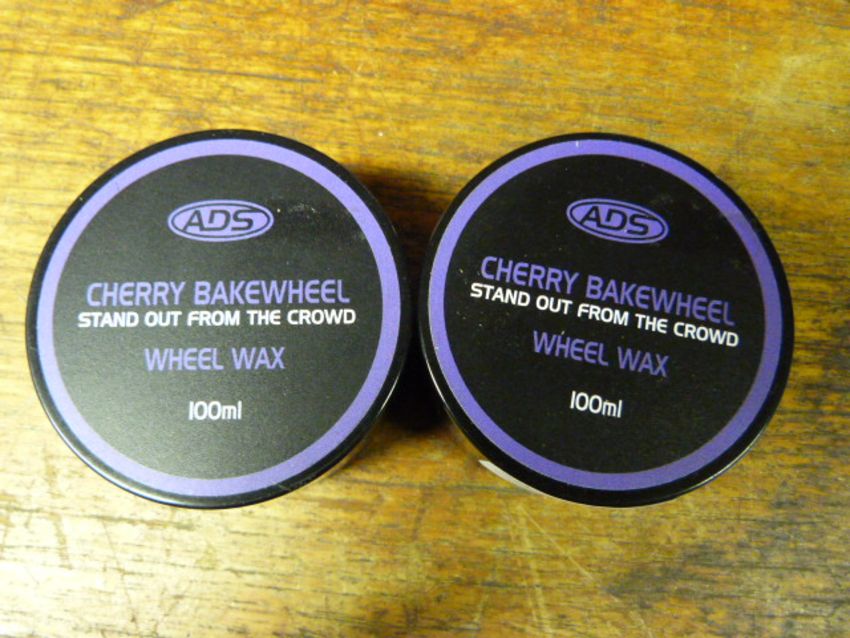 ADS
CHERRY BAKEWHEEL
STAND OUT FROM THE CROWD
WHEEL WAX
100ml
ADS
CHERRY BAKEWHEEL
STAND OUT FROM THE CROWD
WHEEL WAX
100ml